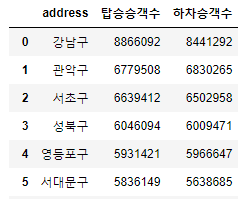 address 탑승승객수 하차승객수
0 강남구 8866092 8441292
1 관악구 6779508 6830265
2 서초구 6639412 6502958
3 성북구 6046094 6009471
4 영등포구 5931421 5966647
5 서대문구 5836149 5638685